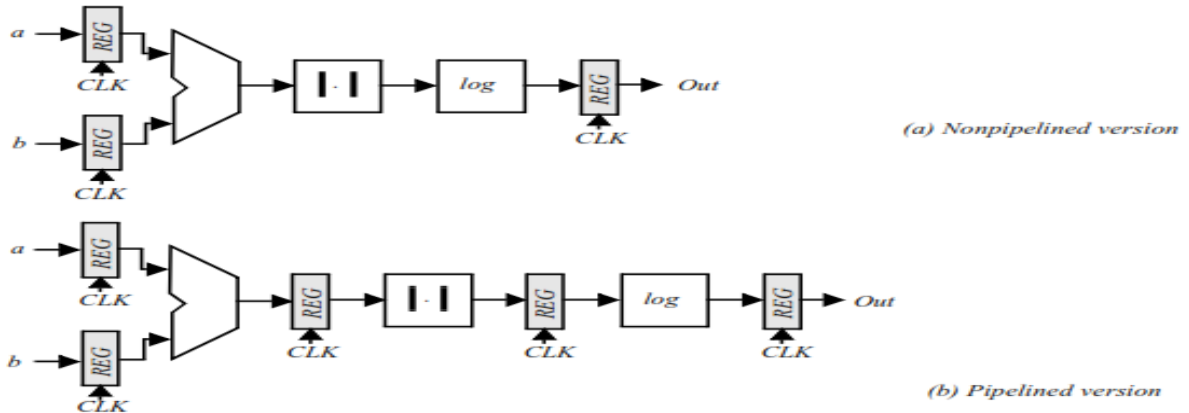 a
REG
CLK
b
REG
CLK
| . |
log
REG
CLK
Out
(a) Nonpipelined version
a
REG
CLK
b
REG
CLK
REG
CLK
| . |
REG
CLK
log
REG
CLK
Out
(b) Pipelined version